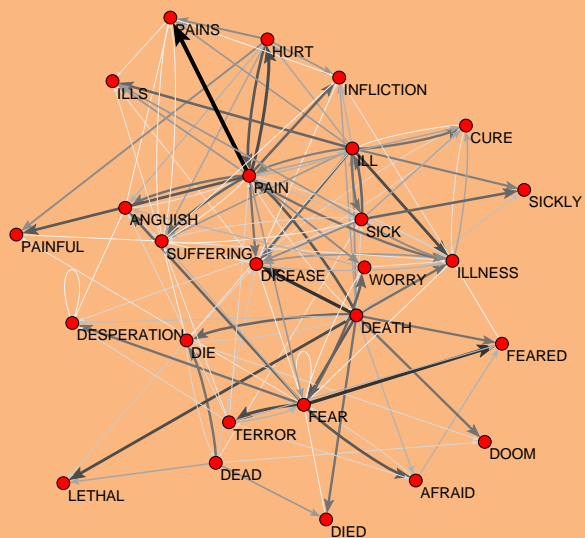 PAINS
HURT
INFLICTION
ILLS
CURE
ILL
PAIN
SICKLY
ANGUISH
SICK
PAINFUL
SUFFERING
DISEASE
WORRY
ILLNESS
DEATH
DESPERATION
DIE
FEARED
FEAR
TERROR
DOOM
DEAD
AFRAID
LETHAL
DIED